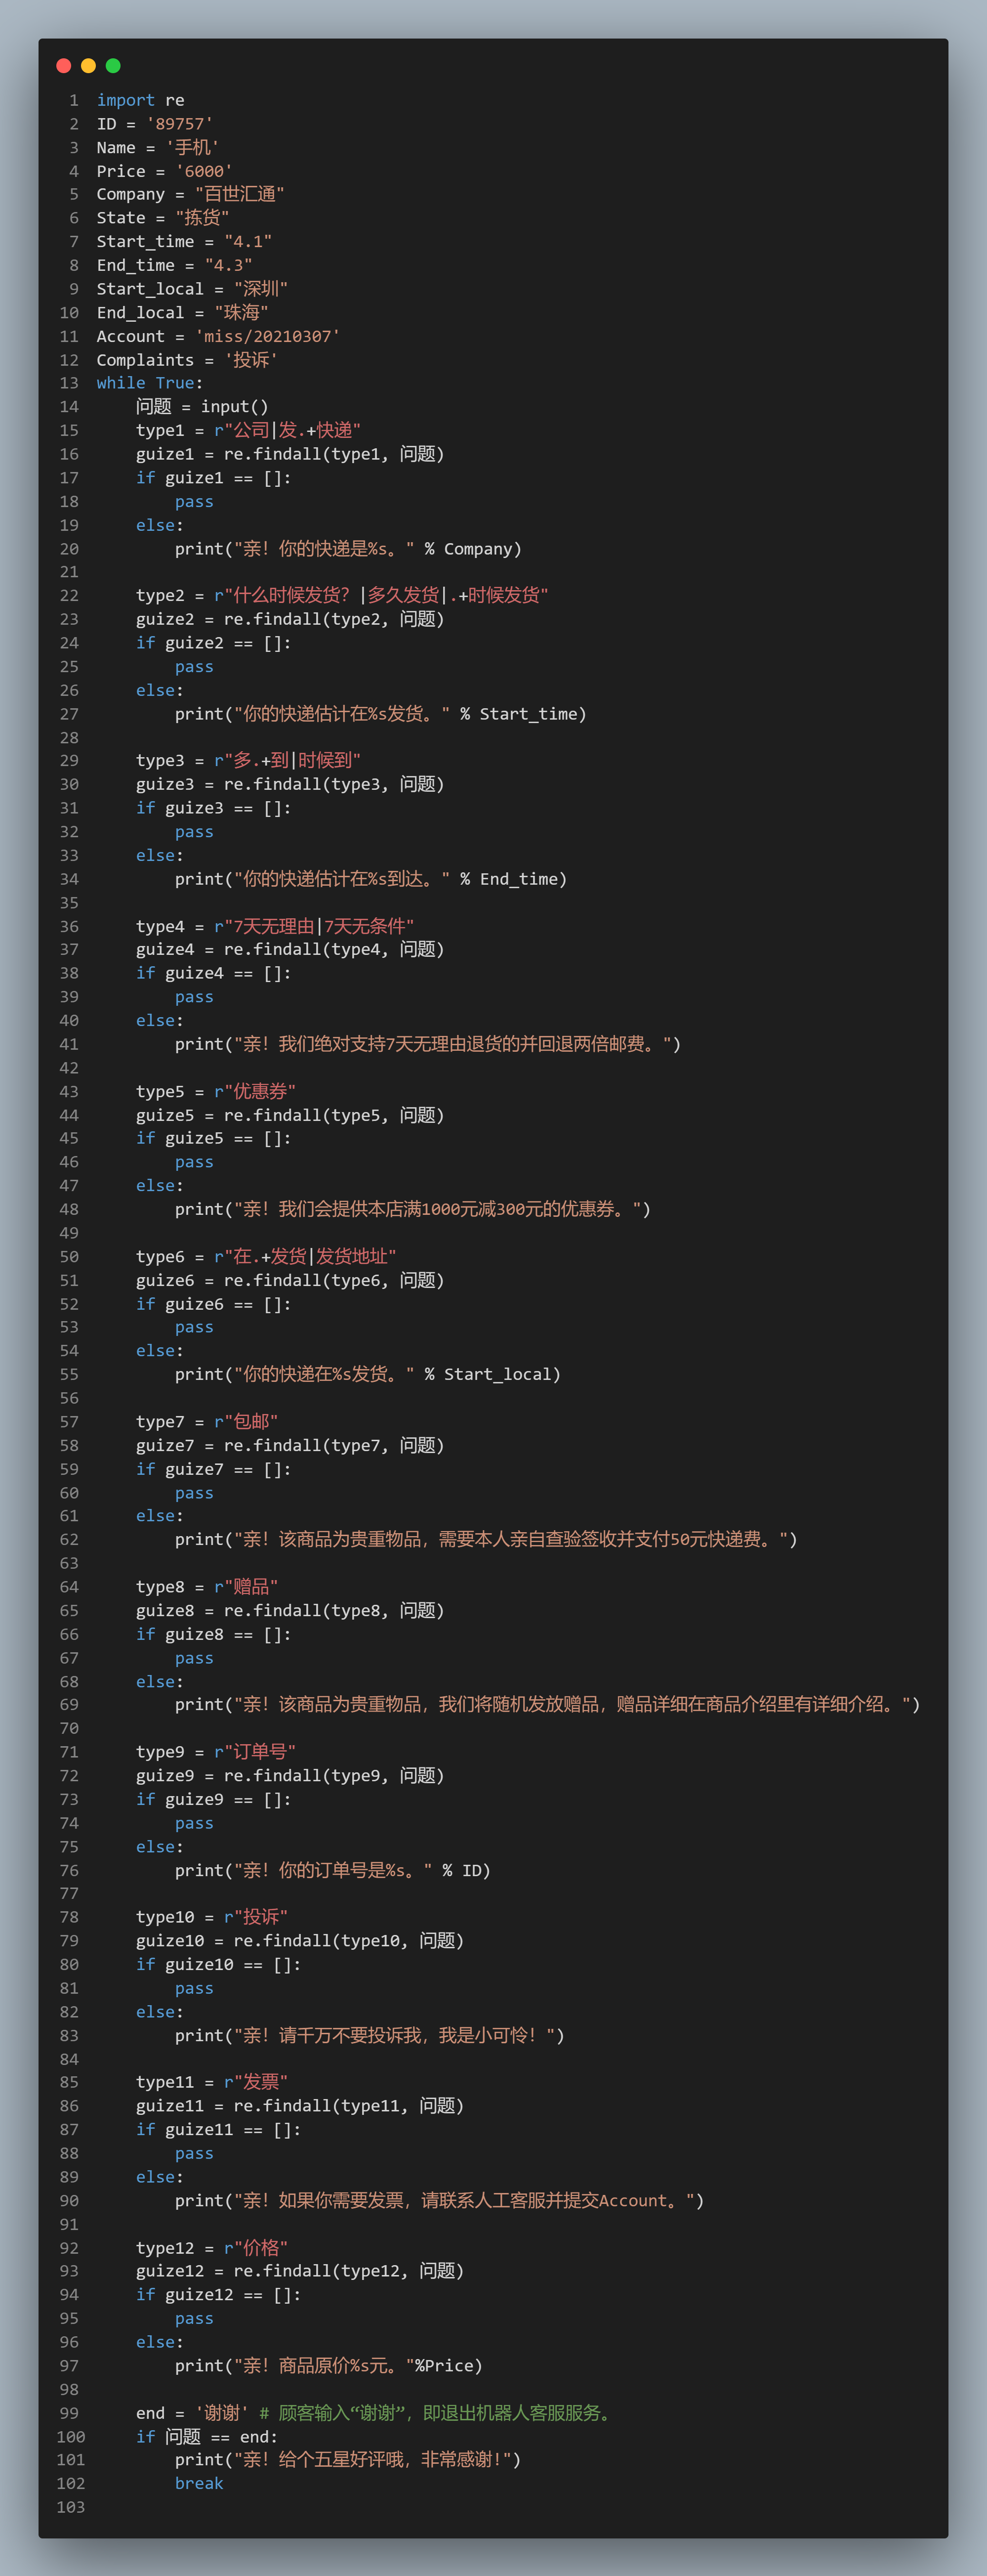 1 import re
2 ID = '89757'
3 Name = '手机'
4 Price = '6000'
5 Company = "百世汇通"
6 State = "拣货"
7 Start_time = "4.1"
8 End_time = "4.3"
9 Start_local = "深圳"
10 End_local = "珠海"
11 Account = 'miss/20210307'
12 Complaints = '投诉'
13 while True:
14     问题 = input()
15     type1 = r"公司|发.+快递"
16     guize1 = re.findall(type1, 问题)
17     if guize1 == []:
18         pass
19     else:
20         print("亲！你的快递是%s。" % Company)
21
22     type2 = r"什么时候发货？|多久发货|.+时候发货"
23     guize2 = re.findall(type2, 问题)
24     if guize2 == []:
25         pass
26     else:
27         print("你的快递估计在%s发货。" % Start_time)
28
29     type3 = r"多.+到|时候到"
30     guize3 = re.findall(type3, 问题)
31     if guize3 == []:
32         pass
33     else:
34         print("你的快递估计在%s到达。" % End_time)
35
36     type4 = r"7天无理由|7天无条件"
37     guize4 = re.findall(type4, 问题)
38     if guize4 == []:
39         pass
40     else:
41         print("亲！我们绝对支持7天无理由退货的并回退两倍邮费。")
42
43     type5 = r"优惠券"
44     guize5 = re.findall(type5, 问题)
45     if guize5 == []:
46         pass
47     else:
48         print("亲！我们会提供本店满1000元减300元的优惠券。")
49
50     type6 = r"在.+发货|发货地址"
51     guize6 = re.findall(type6, 问题)
52     if guize6 == []:
53         pass
54     else:
55         print("你的快递在%s发货。" % Start_local)
56
57     type7 = r"包邮"
58     guize7 = re.findall(type7, 问题)
59     if guize7 == []:
60         pass
61     else:
62         print("亲！该商品为贵重物品，需要本人亲自查验签收并支付50元快递费。")
63
64     type8 = r"赠品"
65     guize8 = re.findall(type8, 问题)
66     if guize8 == []:
67         pass
68     else:
69         print("亲！该商品为贵重物品，我们将随机发放赠品，赠品详细在商品介绍里有详细介绍。")
70
71     type9 = r"订单号"
72     guize9 = re.findall(type9, 问题)
73     if guize9 == []:
74         pass
75     else:
76         print("亲！你的订单号是%s。" % ID)
77
78     type10 = r"投诉"
79     guize10 = re.findall(type10, 问题)
80     if guize10 == []:
81         pass
82     else:
83         print("亲！请千万不要投诉我，我是小可怜！")
84
85     type11 = r"发票"
86     guize11 = re.findall(type11, 问题)
87     if guize11 == []:
88         pass
89     else:
90         print("亲！如果你需要发票，请联系人工客服并提交Account。")
91
92     type12 = r"价格"
93     guize12 = re.findall(type12, 问题)
94     if guize12 == []:
95         pass
96     else:
97         print("亲！商品原价%s元。"%Price)
98
99     end = '谢谢' # 顾客输入“谢谢”，即退出机器人客服服务。
100     if 问题 == end:
101         print("亲！给个五星好评哦，非常感谢!")
102         break
103